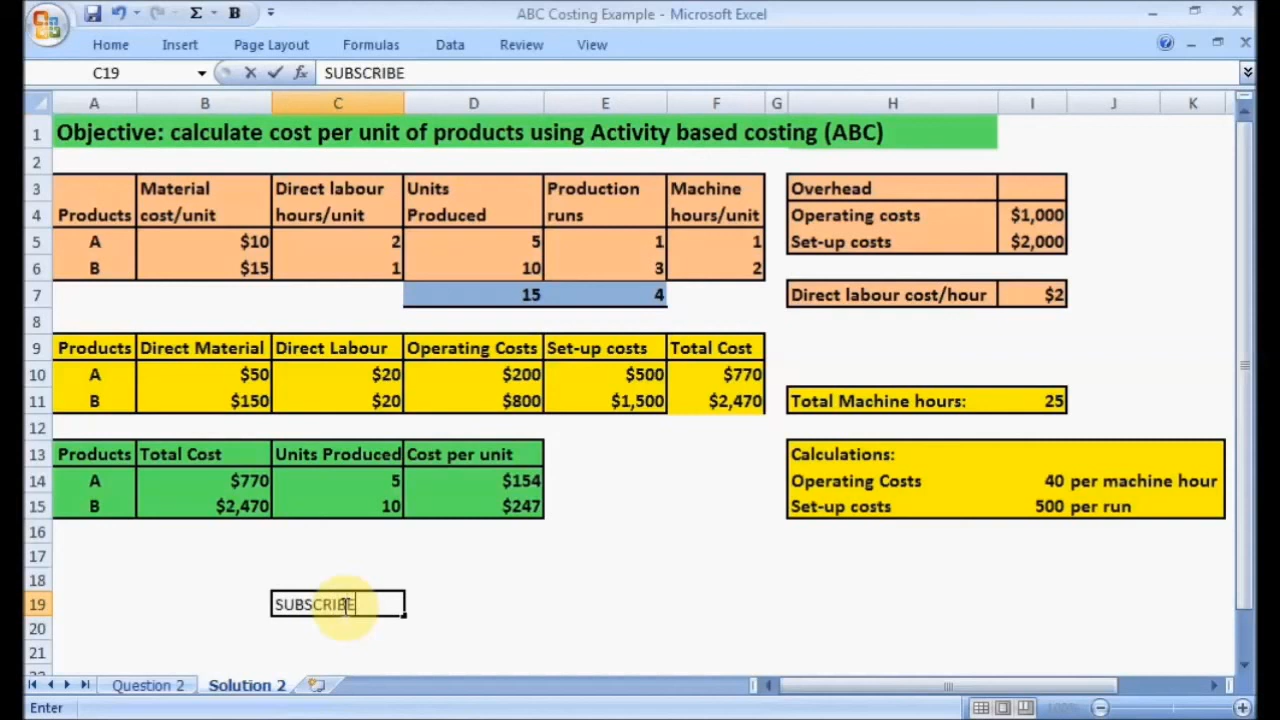 ABC Costing Example - Microsoft Excel
Σ B
Home Insert Page Layout Formulas Data Review View
C19 fx SUBSCRIBE
A B C D E F G H I J K
1 Objective: calculate cost per unit of products using Activity based costing (ABC)
2
3 Material Direct labour Units Production Machine Overhead
4 Products cost/unit hours/unit Produced runs hours/unit Operating costs $1,000
5 A $10 2 5 1 1 Set-up costs $2,000
6 B $15 1 10 3 2
7 15 4 Direct labour cost/hour $2
8
9 Products Direct Material Direct Labour Operating Costs Set-up costs Total Cost
10 A $50 $20 $200 $500 $770
11 B $150 $20 $800 $1,500 $2,470 Total Machine hours: 25
12
13 Products Total Cost Units Produced Cost per unit Calculations:
14 A $770 5 $154 Operating Costs 40 per machine hour
15 B $2,470 10 $247 Set-up costs 500 per run
16
17
18
19 SUBSCRIBE
20
21
Question 2 Solution 2
Enter 100%